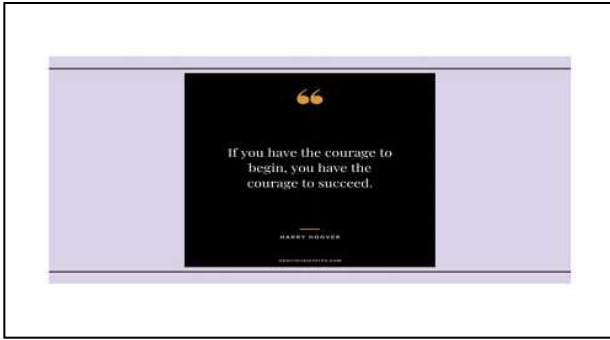 If you have the courage to
begin, you have the
courage to succeed.
HARRY HOOVER